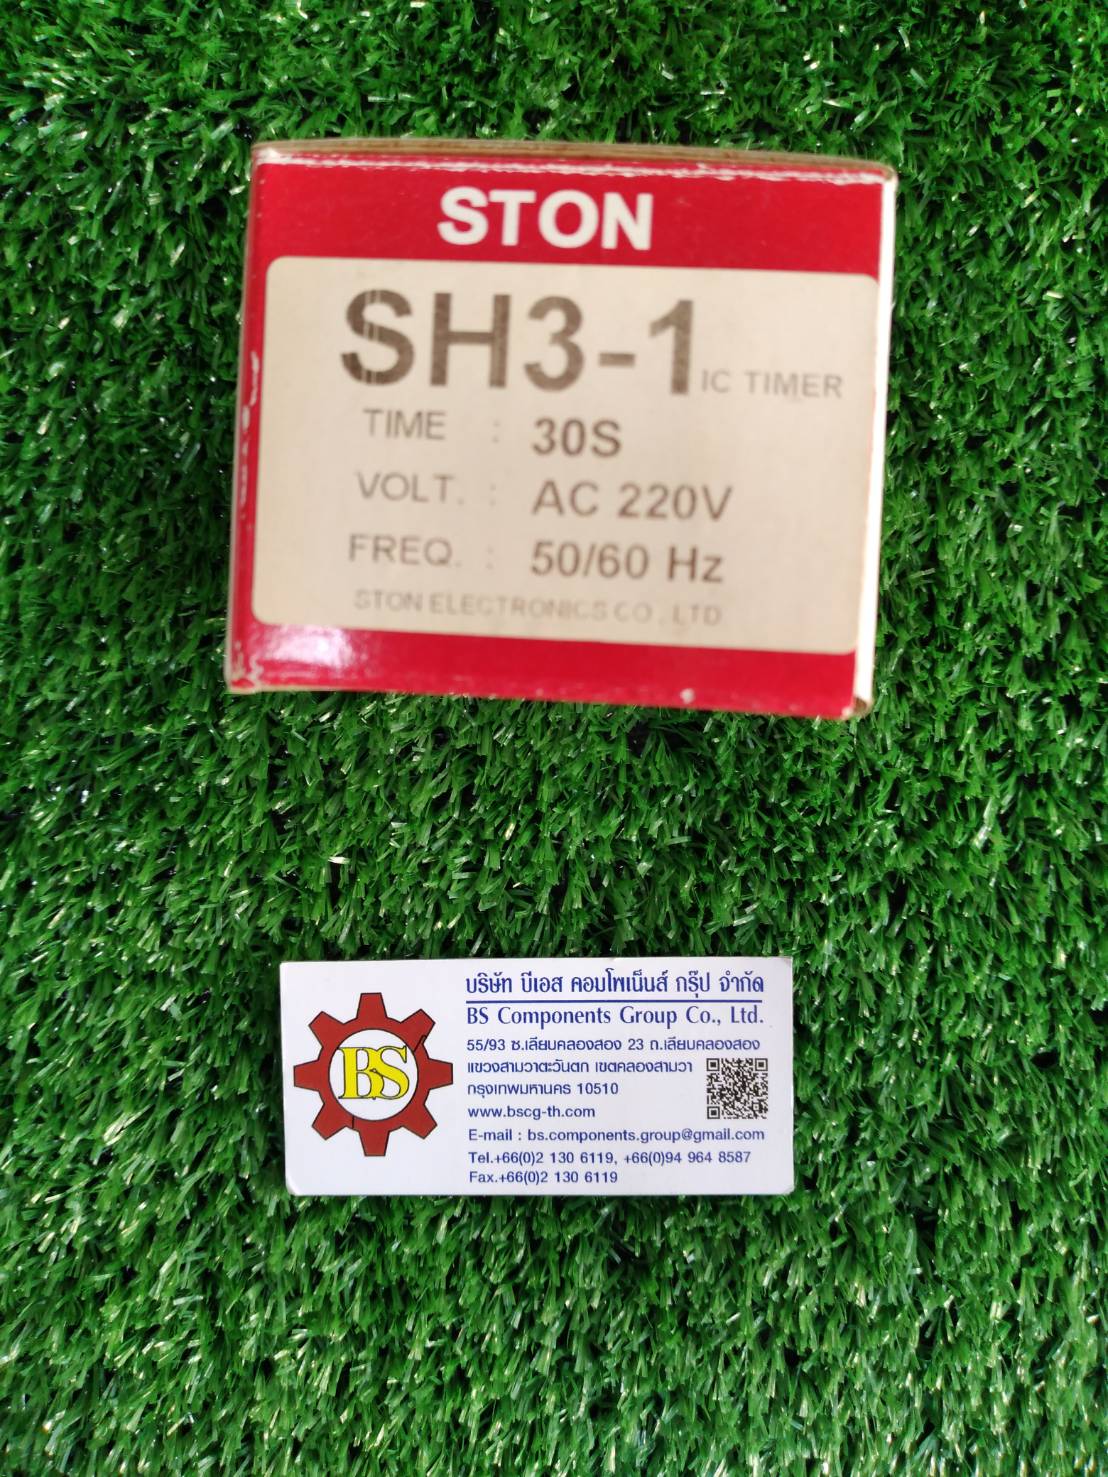 STON
SH3-1 IC TIMER
TIME : 30S
VOLT. : AC 220V
FREQ. : 50/60 Hz
STON ELECTRONICS CO., LTD
BS
บริษัท บีเอส คอมโพเน็นส์ กรุ๊ป จำกัด
BS Components Group Co., Ltd.
55/93 ซ.เลียบคลองสอง 23 ถ.เลียบคลองสอง
แขวงสามวาตะวันตก เขตคลองสามวา
กรุงเทพมหานคร 10510
www.bscg-th.com
E-mail : bs.components.group@gmail.com
Tel.+66(0)2 130 6119, +66(0)94 964 8587
Fax.+66(0)2 130 6119